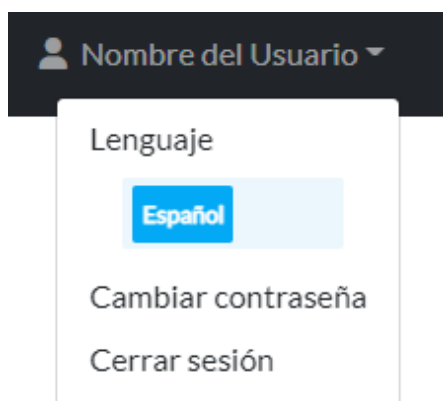 Nombre del Usuario
Lenguaje
Español
Cambiar contraseña
Cerrar sesión